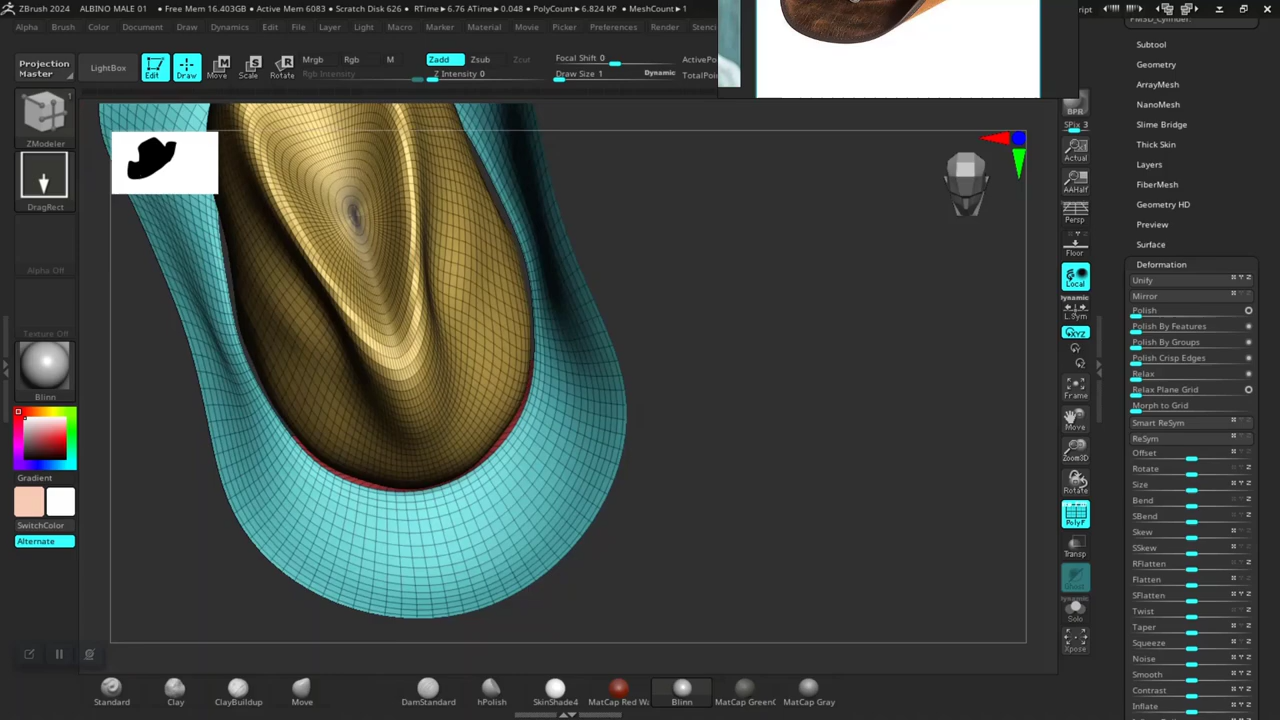 ZBrush 2024 ALBINO MALE 01 • Free Mem 16.403GB • Active Mem 6083 • Scratch Disk 626 • RTime▸6.76 ATime▸0.048 • PolyCount▸6.824 KP • MeshCount▸1 Script
PM3D_Cylinder.
Alpha Brush Color Document Draw Dynamics Edit File Layer Light Macro Marker Material Movie Picker Preferences Render Stenci
Projection Master
LightBox
Edit Draw Move Scale Rotate
Mrgb Rgb M
Rgb Intensity
Zadd Zsub Zcut
Z Intensity 0
Focal Shift 0
Draw Size 1
Dynamic
ActivePo
TotalPoi
1
ZModeler
DragRect
Alpha Off
Texture Off
Blinn
Gradient
SwitchColor
Alternate
BPR
SPix 3
Actual
AAHalf
Persp
Floor
Local
Dynamic
L.Sym
XYZ
Frame
Move
Zoom3D
Rotate
PolyF
Transp
Ghost
Dynamic
Solo
Xpose
Subtool
Geometry
ArrayMesh
NanoMesh
Slime Bridge
Thick Skin
Layers
FiberMesh
Geometry HD
Preview
Surface
Deformation
Unify
Mirror
Polish
Polish By Features
Polish By Groups
Polish Crisp Edges
Relax
Relax Plane Grid
Morph to Grid
Smart ReSym
ReSym
Offset
Rotate
Size
Bend
SBend
Skew
SSkew
RFlatten
Flatten
SFlatten
Twist
Taper
Squeeze
Noise
Smooth
Contrast
Inflate
Standard Clay ClayBuildup Move DamStandard hPolish SkinShade4 MatCap Red W Blinn MatCap GreenC MatCap Gray